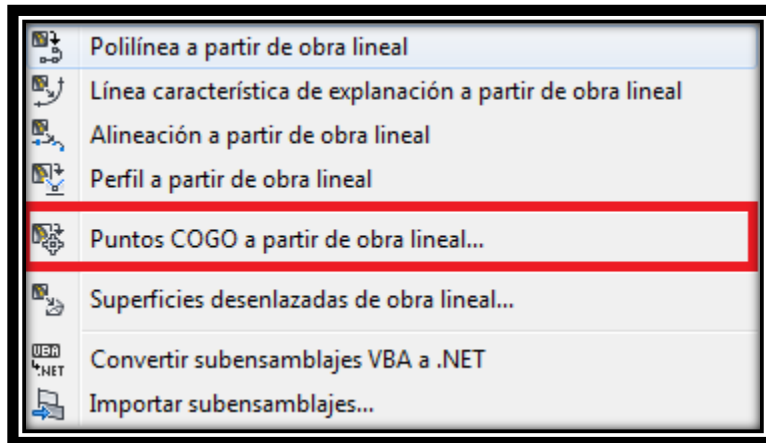 Polilínea a partir de obra lineal
Línea característica de explanación a partir de obra lineal
Alineación a partir de obra lineal
Perfil a partir de obra lineal
Puntos COGO a partir de obra lineal...
Superficies desenlazadas de obra lineal...
VBA
.NET
Convertir subensamblajes VBA a .NET
Importar subensamblajes...